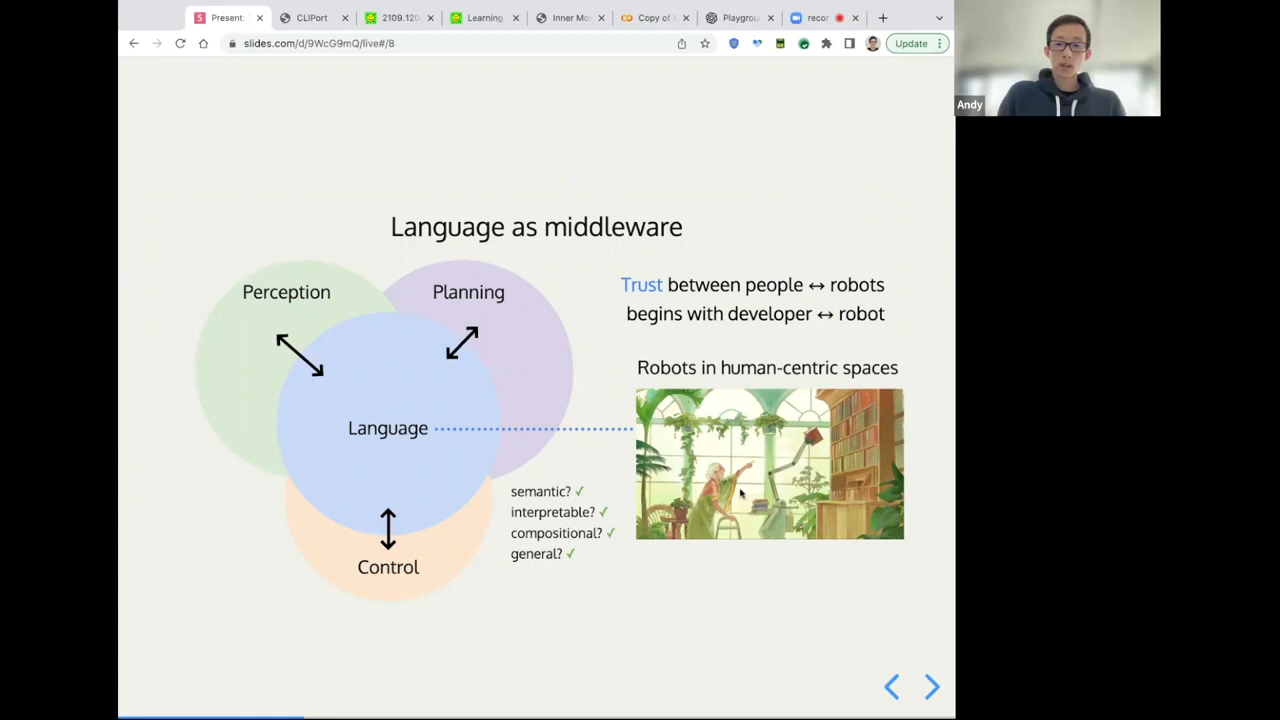 Present:
CLIPort
2109.120
Learning
Inner Mo
Copy of S
Playgrou
recor
slides.com/d/9WcG9mQ/live#/8
Update
Andy
Language as middleware
Perception
Planning
Language
Control
semantic? ✓
interpretable? ✓
compositional? ✓
general? ✓
Trust between people ↔ robots
begins with developer ↔ robot
Robots in human-centric spaces